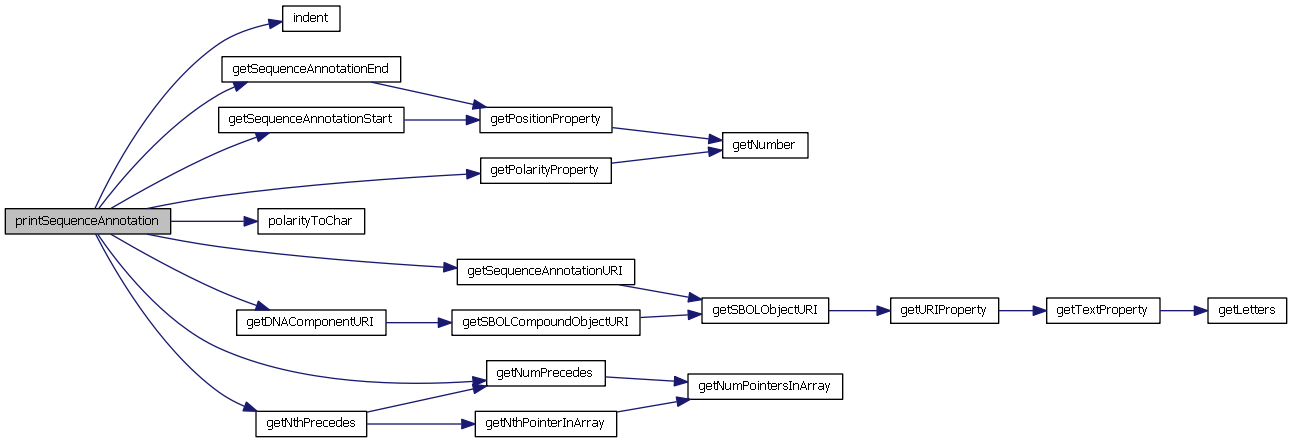 indent
getSequenceAnnotationEnd
getSequenceAnnotationStart
getPositionProperty
getNumber
getPolarityProperty
printSequenceAnnotation
polarityToChar
getSequenceAnnotationURI
getSBOLObjectURI
getURIProperty
getTextProperty
getLetters
getDNAComponentURI
getSBOLCompoundObjectURI
getNumPrecedes
getNumPointersInArray
getNthPrecedes
getNthPointerInArray